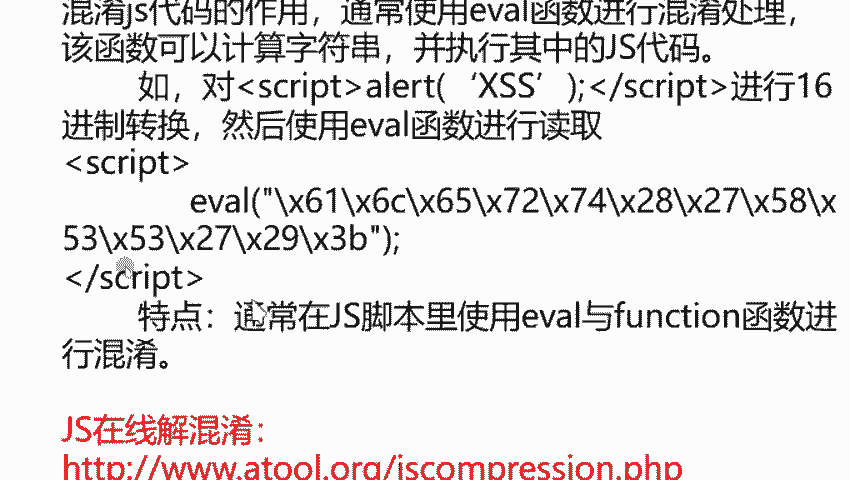 混淆js代码的作用，通常使用eval函数进行混淆处理，
该函数可以计算字符串，并执行其中的JS代码。
如，对<script>alert(‘XSS’);</script>进行16
进制转换，然后使用eval函数进行读取
<script>
eval("\x61\x6c\x65\x72\x74\x28\x27\x58\x
53\x53\x27\x29\x3b");
</script>
特点：通常在JS脚本里使用eval与function函数进
行混淆。
JS在线解混淆：
http://www.atool.org/jscompression.php